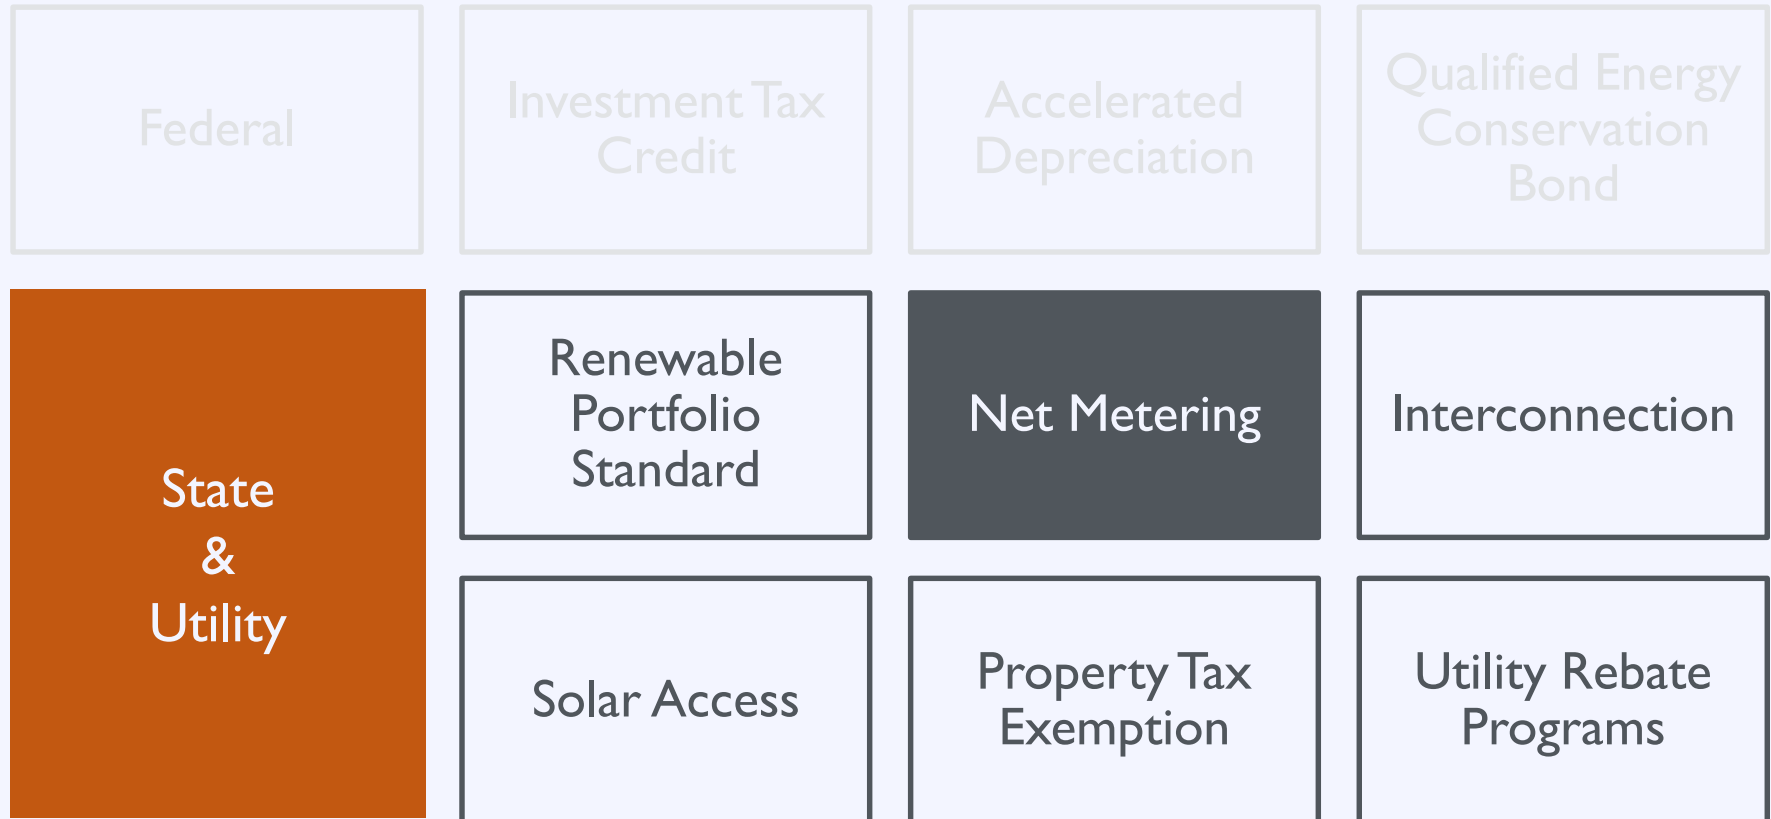 Federal
Investment Tax
Credit
Accelerated
Depreciation
Qualified Energy
Conservation
Bond
State
&
Utility
Renewable
Portfolio
Standard
Net Metering
Interconnection
Solar Access
Property Tax
Exemption
Utility Rebate
Programs